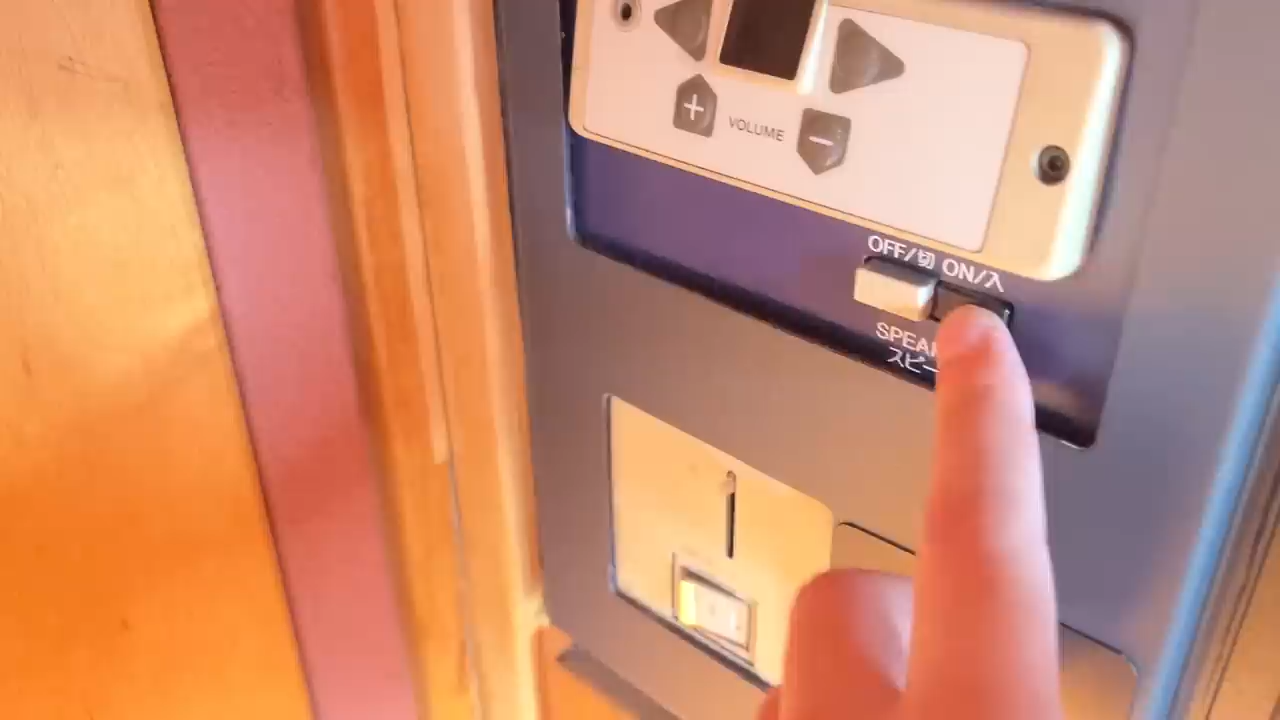 + VOLUME −
OFF/切 ON/入